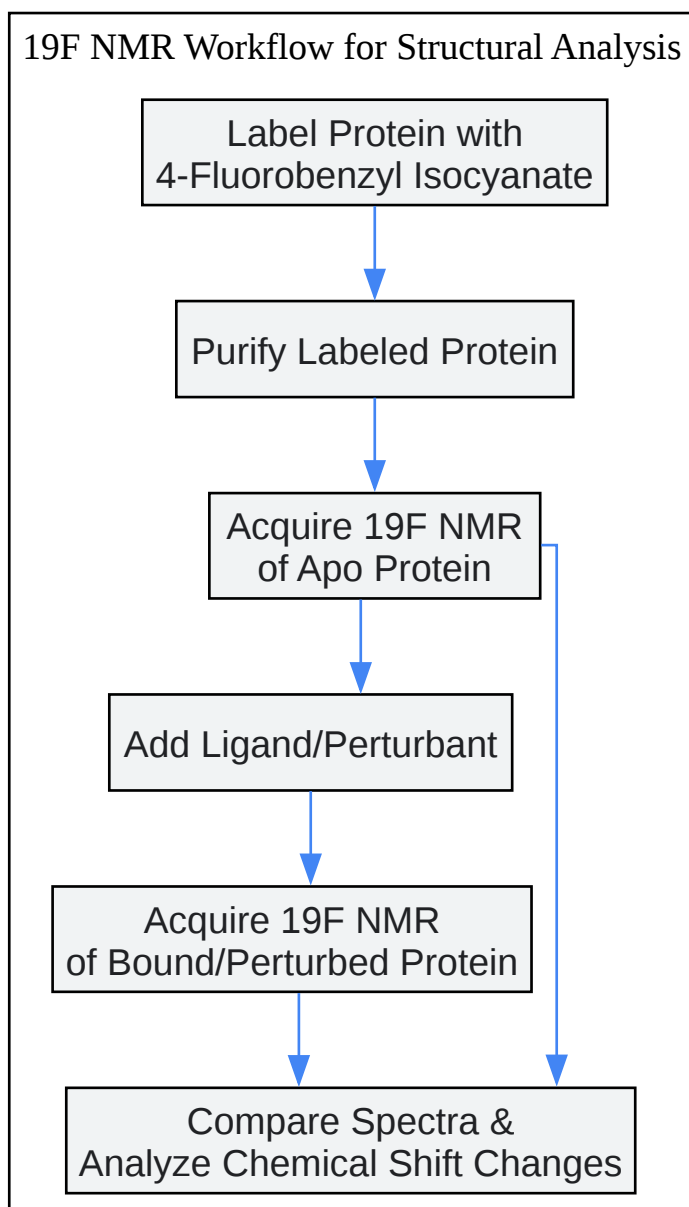 19F NMR Workflow for Structural Analysis
Label Protein with
4-Fluorobenzyl Isocyanate
Purify Labeled Protein
Acquire 19F NMR
of Apo Protein
Add Ligand/Perturbant
Acquire 19F NMR
of Bound/Perturbed Protein
Compare Spectra &
Analyze Chemical Shift Changes